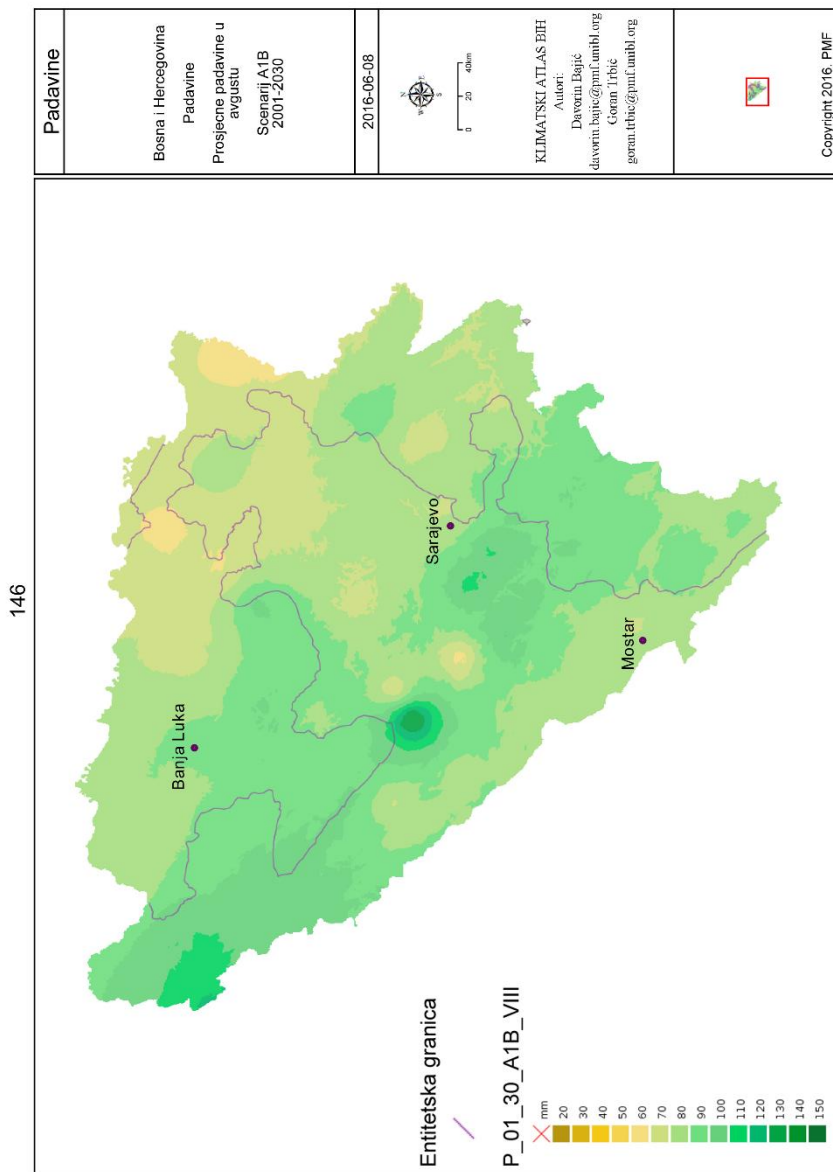 146
Padavine
Bosna i Hercegovina
Padavine
Prosjecne padavine u
avgustu
Scenarij A1B
2001-2030
2016-06-08
N
W
E
S
0 20 40km
KLIMATSKI ATLAS BIH
Autori:
Davorin Bajić
davorin.bajic@pmf.unibl.org
Goran Trbić
goran.trbic@pmf.unibl.org
Copyright 2016. PMF
Banja Luka
Sarajevo
Mostar
Entitetska granica
P_01_30_A1B_VIII
mm
20
30
40
50
60
70
80
90
100
110
120
130
140
150